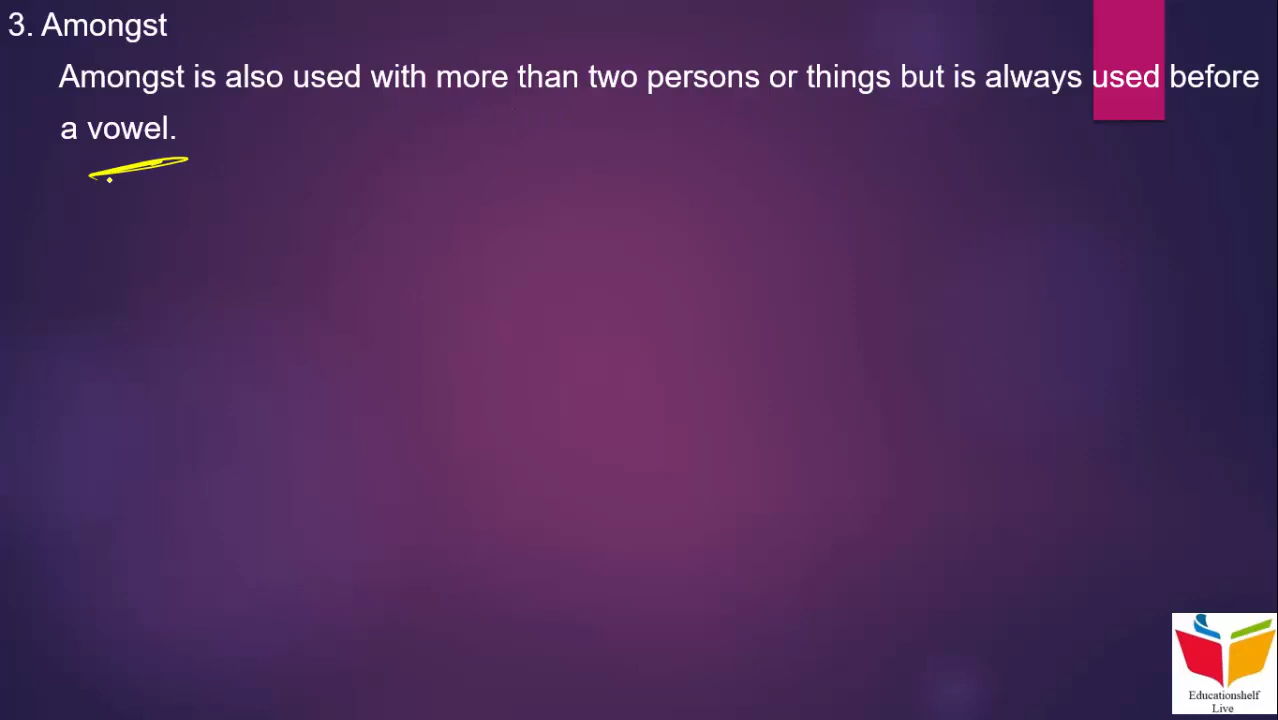 3. Amongst
Amongst is also used with more than two persons or things but is always used before
a vowel.
Educationshelf
Live